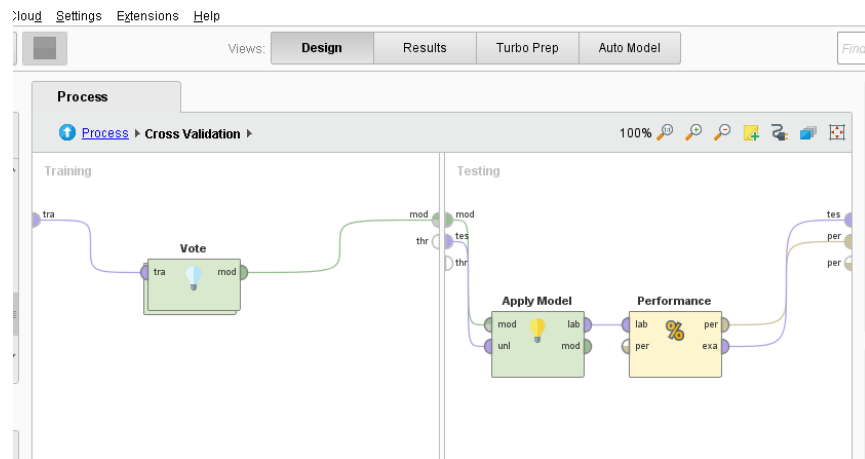 Cloud Settings Extensions Help
Views: Design Results Turbo Prep Auto Model Find
Process
Process Cross Validation 100%
Training Testing
tra mod mod tes
thr tes per
thr per
Vote
tra mod
Apply Model Performance
mod lab lab per
unl mod per exa